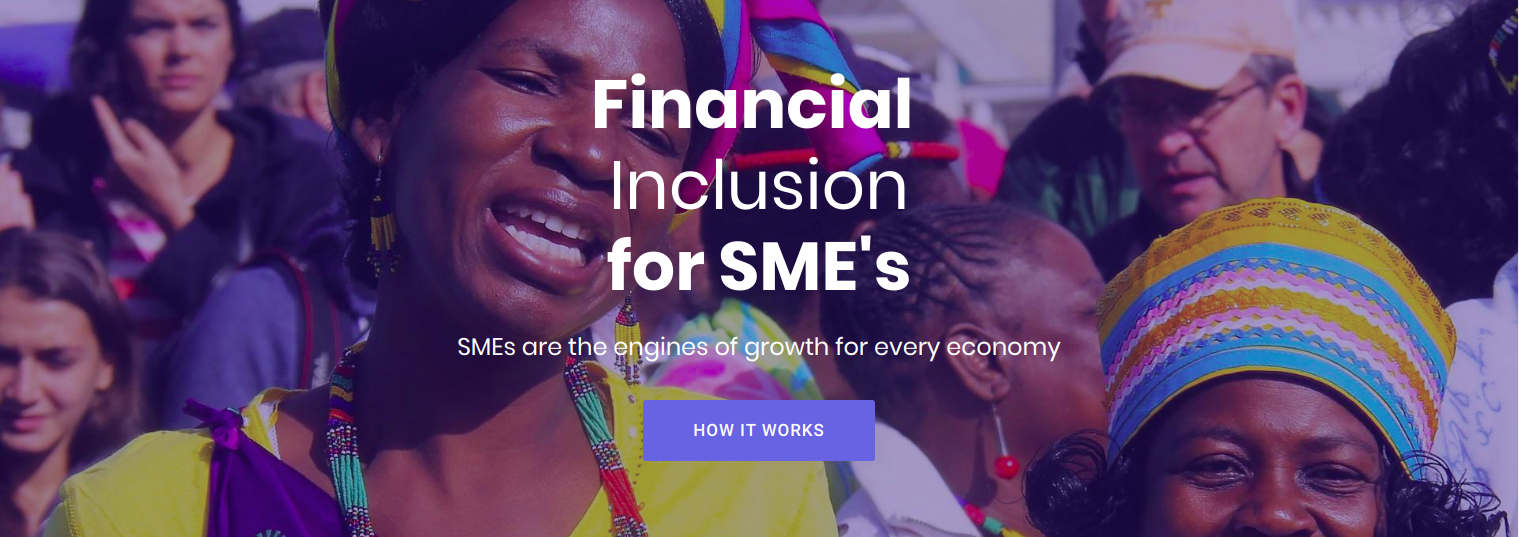 Financial
Inclusion
for SME's
SMEs are the engines of growth for every economy
HOW IT WORKS